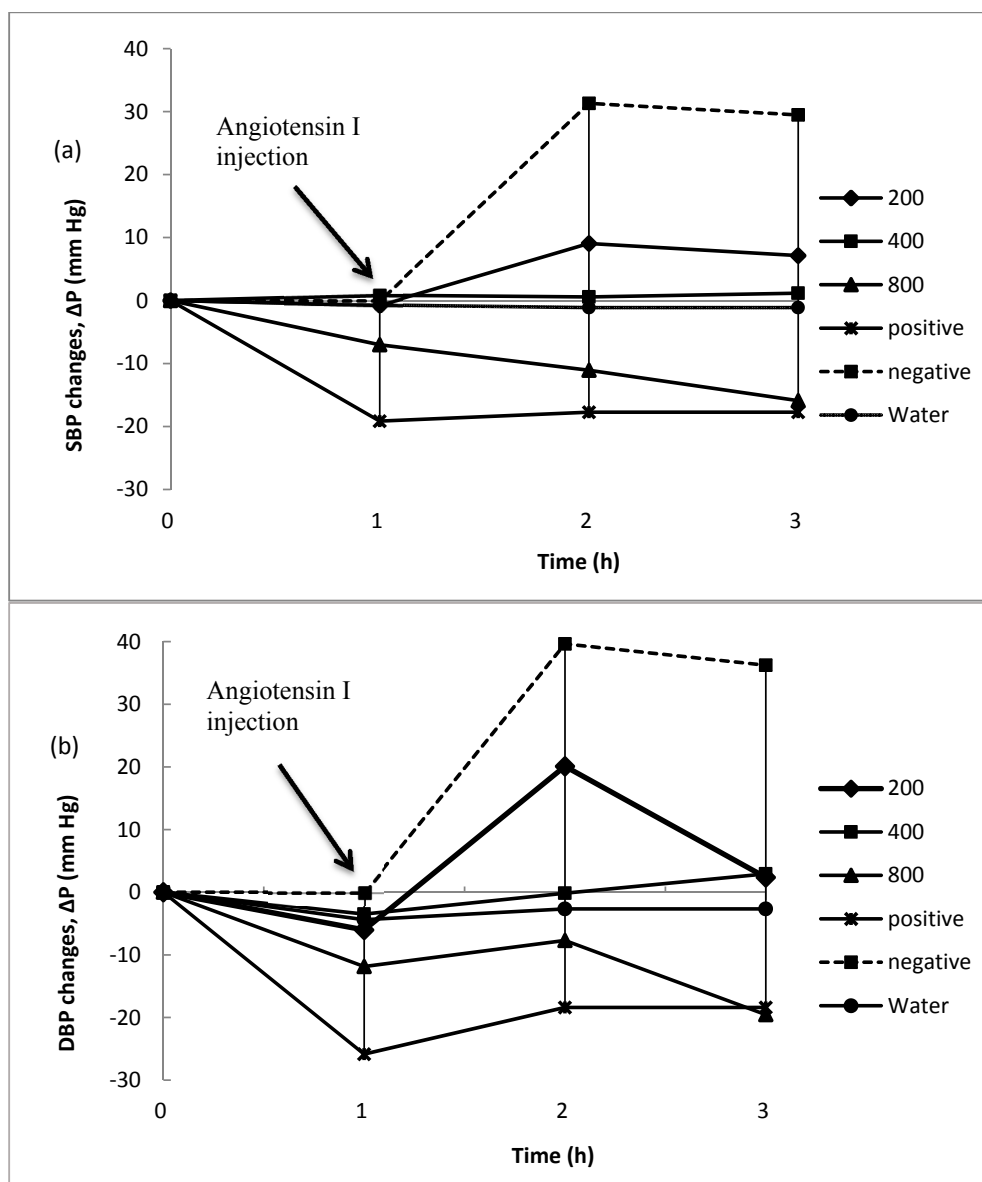 (a)
SBP changes, ΔP (mm Hg)
40
30
20
10
0
-10
-20
-30
Angiotensin I
injection
0
1
2
3
Time (h)
200
400
800
positive
negative
Water
(b)
DBP changes, ΔP (mm Hg)
40
30
20
10
0
-10
-20
-30
Angiotensin I
injection
0
1
2
3
Time (h)
200
400
800
positive
negative
Water